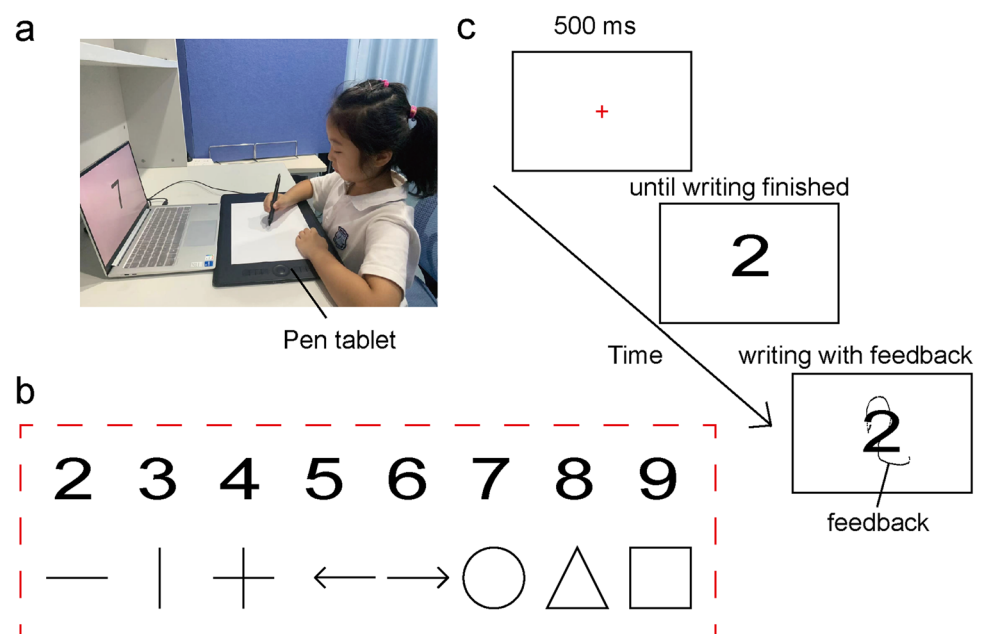 a
7
Pen tablet
b
2 3 4 5 6 7 8 9
c
500 ms
+
until writing finished
2
Time
writing with feedback
2
feedback